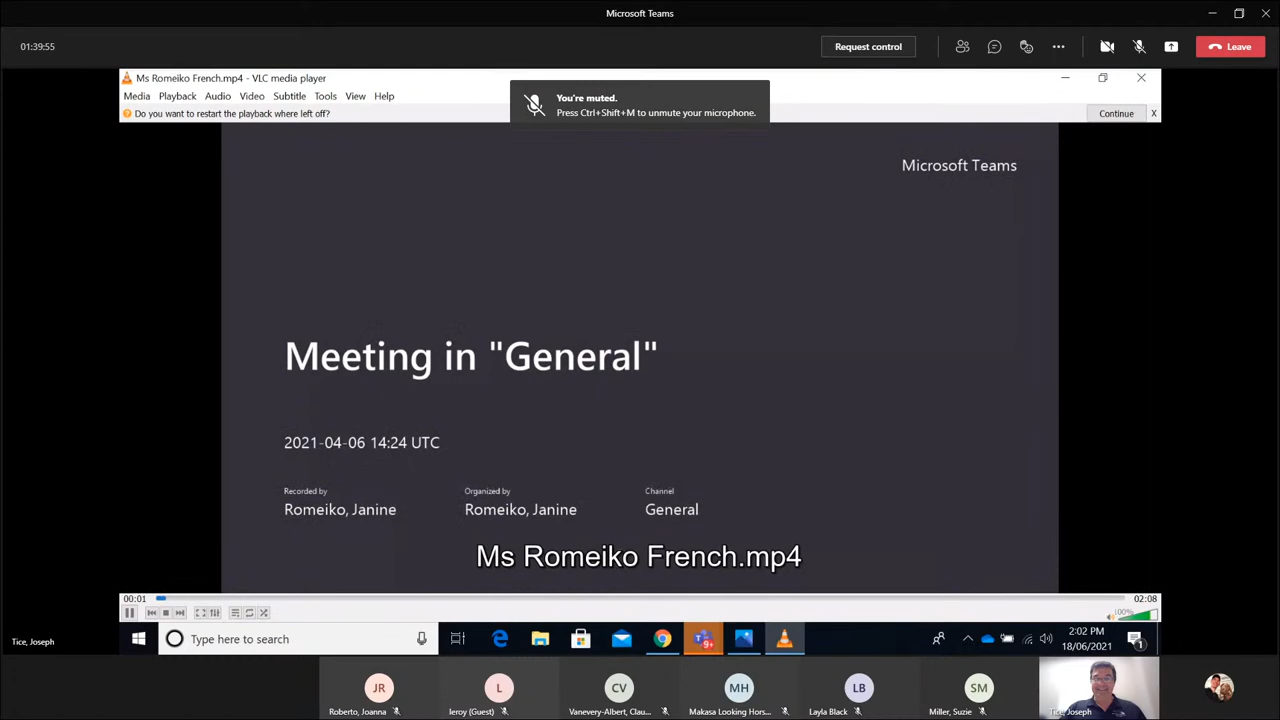 Microsoft Teams
01:39:55
Request control
Leave
Ms Romeiko French.mp4 - VLC media player
Media Playback Audio Video Subtitle Tools View Help
You're muted.
Press Ctrl+Shift+M to unmute your microphone.
Do you want to restart the playback where left off?
Continue
X
Microsoft Teams
Meeting in "General"
2021-04-06 14:24 UTC
Recorded by
Romeiko, Janine
Organized by
Romeiko, Janine
Channel
General
Ms Romeiko French.mp4
00:01
02:08
100%
Tice, Joseph
Type here to search
9+
2:02 PM
18/06/2021
1
JR
L
CV
MH
LB
SM
Roberto, Joanna
leroy (Guest)
Vanevery-Albert, Clau...
Makasa Looking Hors...
Layla Black
Miller, Suzie
Tice, Joseph